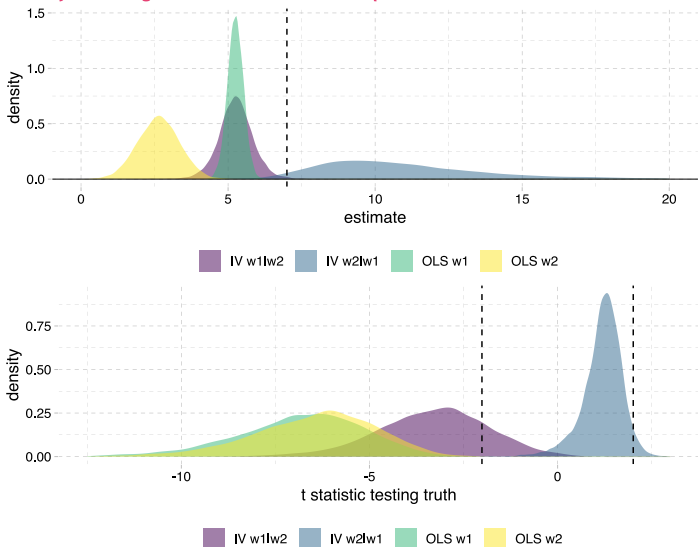 1.5
1.0
0.5
0.0
density
0 5 10 15 20
estimate
IV w1|w2 IV w2|w1 OLS w1 OLS w2
0.75
0.50
0.25
0.00
density
-10 -5 0
t statistic testing truth
IV w1|w2 IV w2|w1 OLS w1 OLS w2